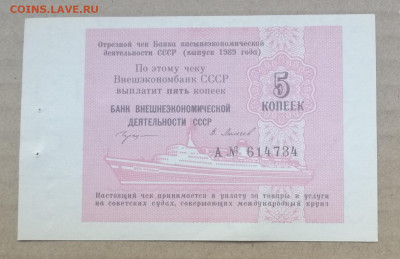 COINS.LAVE.RU
Отрезной чек Банка внешнеэкономической
деятельности СССР (выпуск 1989 года)
По этому чеку
Внешэкономбанк СССР
выплатит пять копеек
5
КОПЕЕК
БАНК ВНЕШНЕЭКОНОМИЧЕСКОЙ
ДЕЯТЕЛЬНОСТИ СССР
А № 614734
Настоящий чек принимается в уплату за товары и услуги
на советских судах, совершающих международный круиз